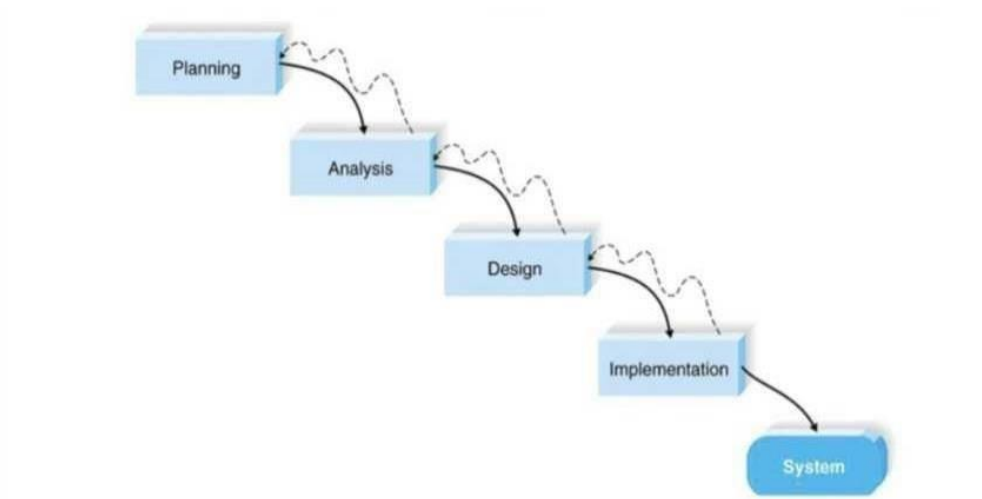 Planning
Analysis
Design
Implementation
System